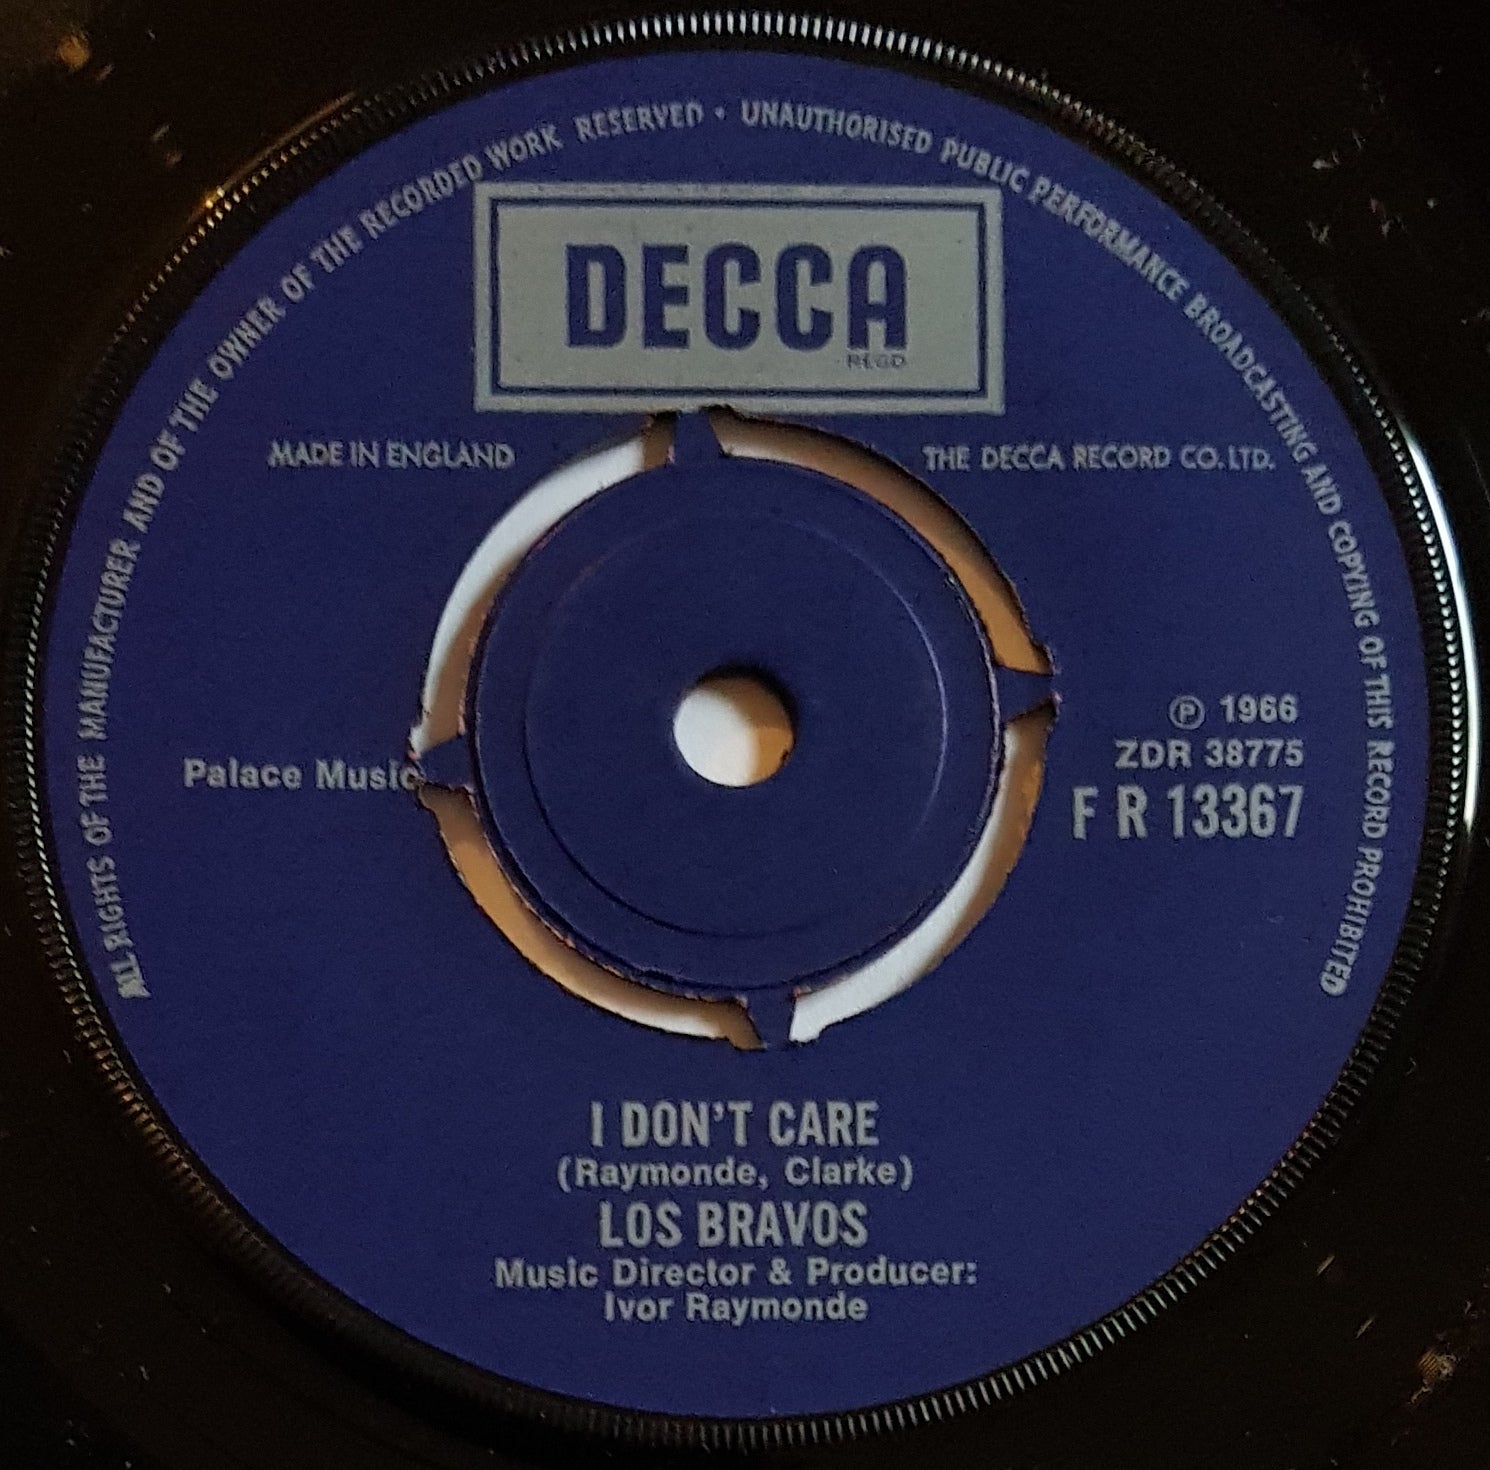 ALL RIGHTS OF THE MANUFACTURER AND OF THE OWNER OF THE RECORDED WORK RESERVED • UNAUTHORISED PUBLIC PERFORMANCE BROADCASTING AND COPYING OF THIS RECORD PROHIBITED
DECCA
REGD
MADE IN ENGLAND
THE DECCA RECORD CO. LTD.
℗ 1966
ZDR 38775
Palace Music
F R 13367
I DON'T CARE
(Raymonde, Clarke)
LOS BRAVOS
Music Director & Producer:
Ivor Raymonde